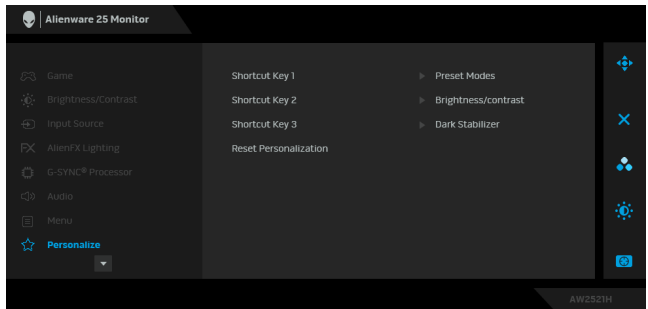 Alienware 25 Monitor
Game
Brightness/Contrast
Input Source
AlienFX Lighting
G-SYNC® Processor
Audio
Menu
Personalize
Shortcut Key 1 Preset Modes
Shortcut Key 2 Brightness/contrast
Shortcut Key 3 Dark Stabilizer
Reset Personalization
AW2521H